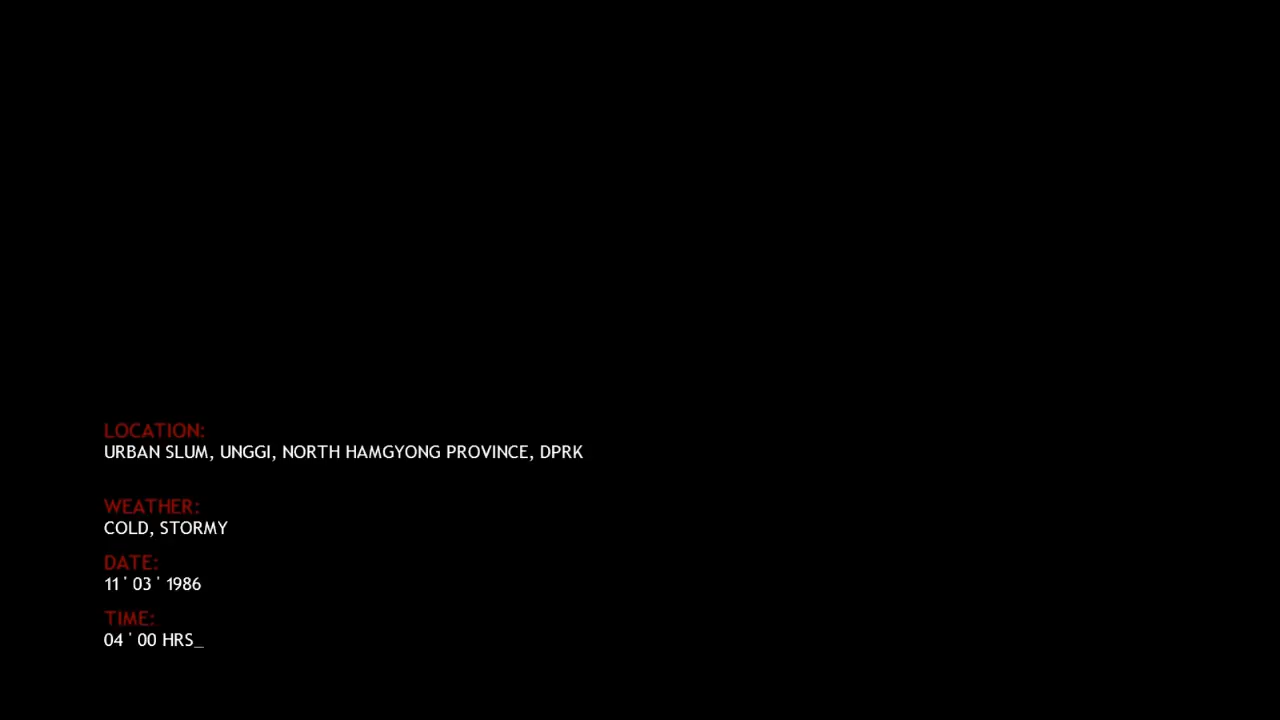 LOCATION:
URBAN SLUM, UNGGI, NORTH HAMGYONG PROVINCE, DPRK
WEATHER:
COLD, STORMY
DATE:
11 ' 03 ' 1986
TIME:
04 ' 00 HRS_